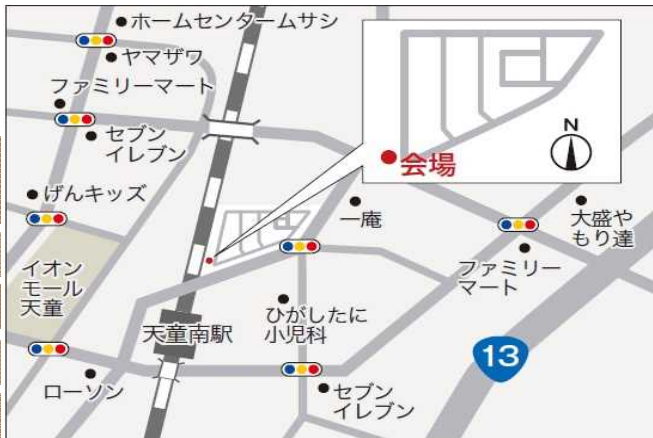 ホームセンタームサシ
ヤマザワ
ファミリーマート
セブン
イレブン
げんキッズ
イオン
モール
天童
ローソン
天童南駅
N
会場
一庵
大盛や
もり達
ファミリー
マート
ひがしたに
小児科
13
セブン
イレブン